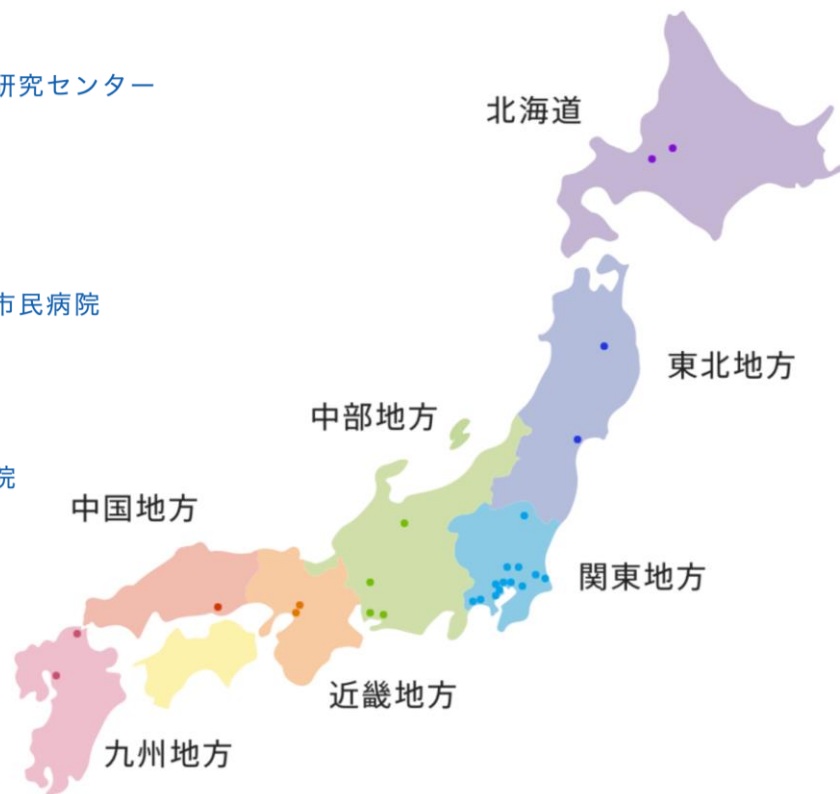 研究センター
北海道
市民病院
東北地方
中部地方
院
中国地方
関東地方
近畿地方
九州地方